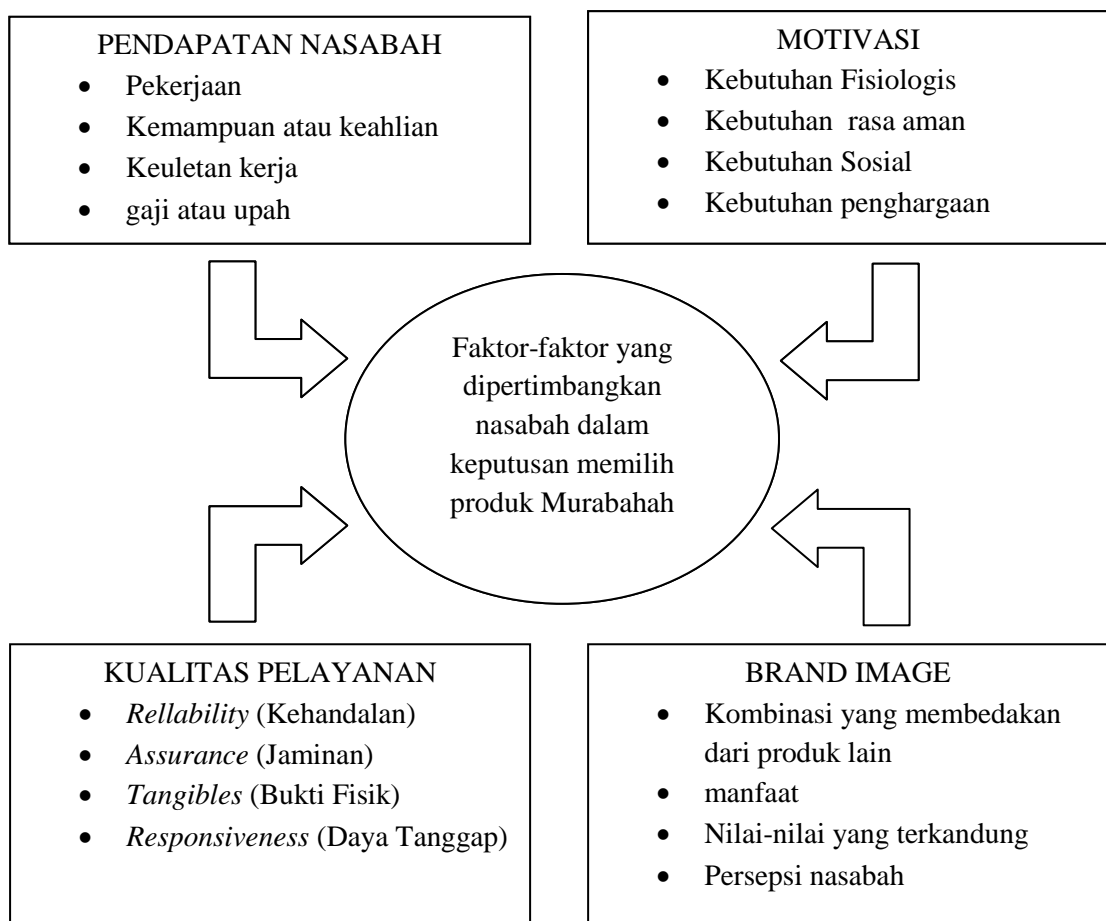 PENDAPATAN NASABAH
• Pekerjaan
• Kemampuan atau keahlian
• Keuletan kerja
• gaji atau upah
MOTIVASI
• Kebutuhan Fisiologis
• Kebutuhan rasa aman
• Kebutuhan Sosial
• Kebutuhan penghargaan
Faktor-faktor yang
dipertimbangkan
nasabah dalam
keputusan memilih
produk Murabahah
KUALITAS PELAYANAN
• Rellability (Kehandalan)
• Assurance (Jaminan)
• Tangibles (Bukti Fisik)
• Responsiveness (Daya Tanggap)
BRAND IMAGE
• Kombinasi yang membedakan
dari produk lain
• manfaat
• Nilai-nilai yang terkandung
• Persepsi nasabah